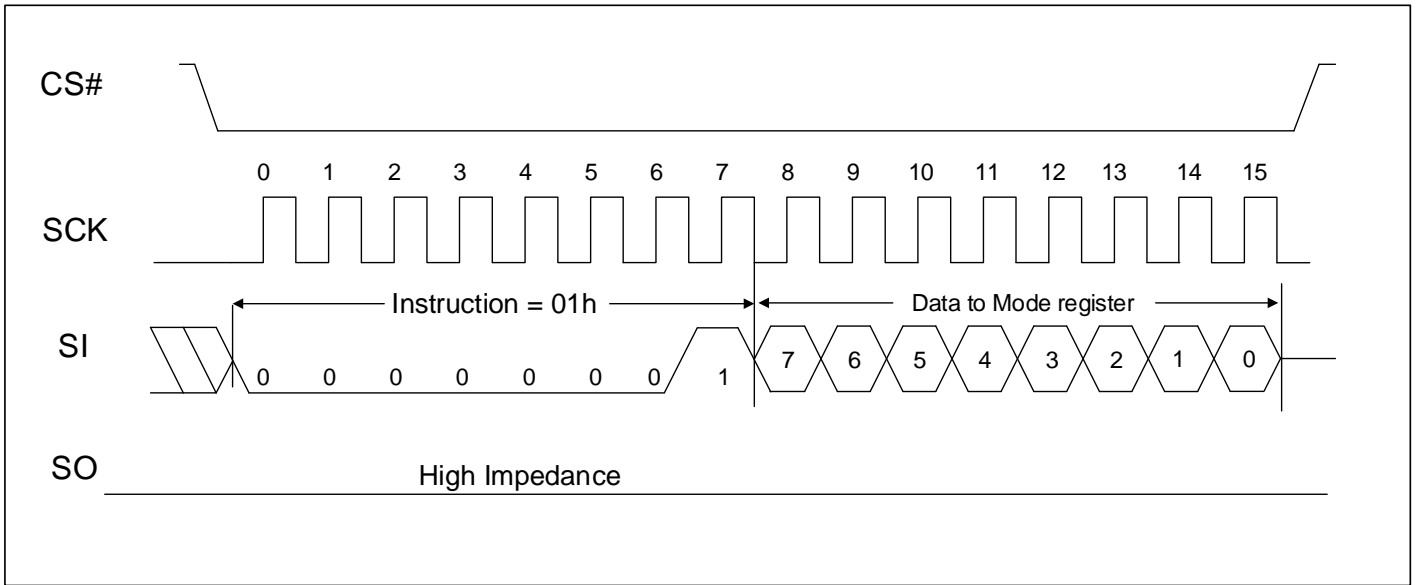 CS#
0 1 2 3 4 5 6 7 8 9 10 11 12 13 14 15
SCK
Instruction = 01h Data to Mode register
SI
0 0 0 0 0 0 0 1 7 6 5 4 3 2 1 0
SO
High Impedance